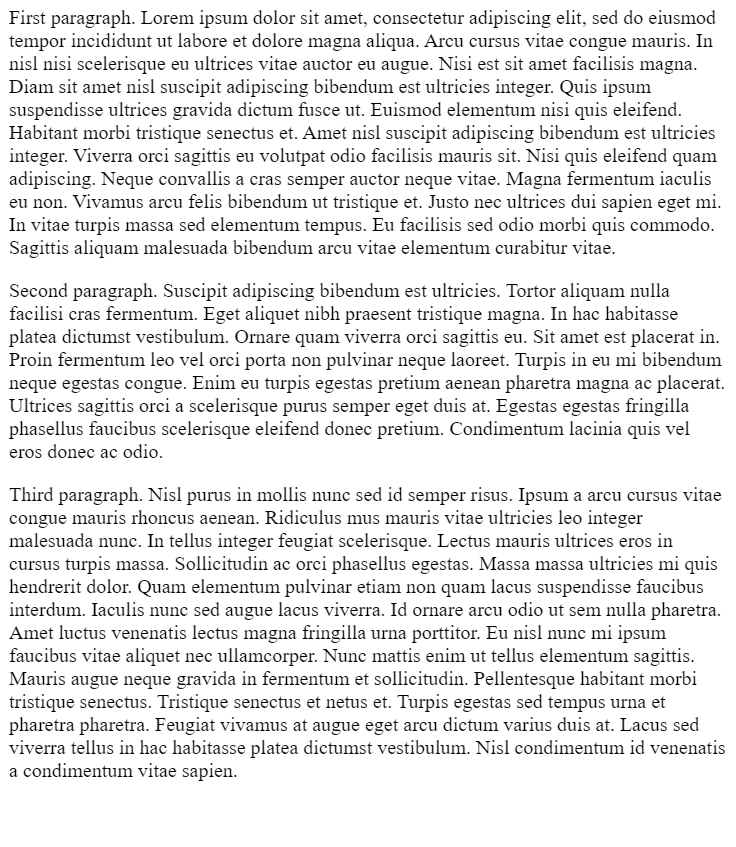 First paragraph. Lorem ipsum dolor sit amet, consectetur adipiscing elit, sed do eiusmod
tempor incididunt ut labore et dolore magna aliqua. Arcu cursus vitae congue mauris. In
nisl nisi scelerisque eu ultrices vitae auctor eu augue. Nisi est sit amet facilisis magna.
Diam sit amet nisl suscipit adipiscing bibendum est ultricies integer. Quis ipsum
suspendisse ultrices gravida dictum fusce ut. Euismod elementum nisi quis eleifend.
Habitant morbi tristique senectus et. Amet nisl suscipit adipiscing bibendum est ultricies
integer. Viverra orci sagittis eu volutpat odio facilisis mauris sit. Nisi quis eleifend quam
adipiscing. Neque convallis a cras semper auctor neque vitae. Magna fermentum iaculis
eu non. Vivamus arcu felis bibendum ut tristique et. Justo nec ultrices dui sapien eget mi.
In vitae turpis massa sed elementum tempus. Eu facilisis sed odio morbi quis commodo.
Sagittis aliquam malesuada bibendum arcu vitae elementum curabitur vitae.
Second paragraph. Suscipit adipiscing bibendum est ultricies. Tortor aliquam nulla
facilisi cras fermentum. Eget aliquet nibh praesent tristique magna. In hac habitasse
platea dictumst vestibulum. Ornare quam viverra orci sagittis eu. Sit amet est placerat in.
Proin fermentum leo vel orci porta non pulvinar neque laoreet. Turpis in eu mi bibendum
neque egestas congue. Enim eu turpis egestas pretium aenean pharetra magna ac placerat.
Ultrices sagittis orci a scelerisque purus semper eget duis at. Egestas egestas fringilla
phasellus faucibus scelerisque eleifend donec pretium. Condimentum lacinia quis vel
eros donec ac odio.
Third paragraph. Nisl purus in mollis nunc sed id semper risus. Ipsum a arcu cursus vitae
congue mauris rhoncus aenean. Ridiculus mus mauris vitae ultricies leo integer
malesuada nunc. In tellus integer feugiat scelerisque. Lectus mauris ultrices eros in
cursus turpis massa. Sollicitudin ac orci phasellus egestas. Massa massa ultricies mi quis
hendrerit dolor. Quam elementum pulvinar etiam non quam lacus suspendisse faucibus
interdum. Iaculis nunc sed augue lacus viverra. Id ornare arcu odio ut sem nulla pharetra.
Amet luctus venenatis lectus magna fringilla urna porttitor. Eu nisl nunc mi ipsum
faucibus vitae aliquet nec ullamcorper. Nunc mattis enim ut tellus elementum sagittis.
Mauris augue neque gravida in fermentum et sollicitudin. Pellentesque habitant morbi
tristique senectus. Tristique senectus et netus et. Turpis egestas sed tempus urna et
pharetra pharetra. Feugiat vivamus at augue eget arcu dictum varius duis at. Lacus sed
viverra tellus in hac habitasse platea dictumst vestibulum. Nisl condimentum id venenatis
a condimentum vitae sapien.